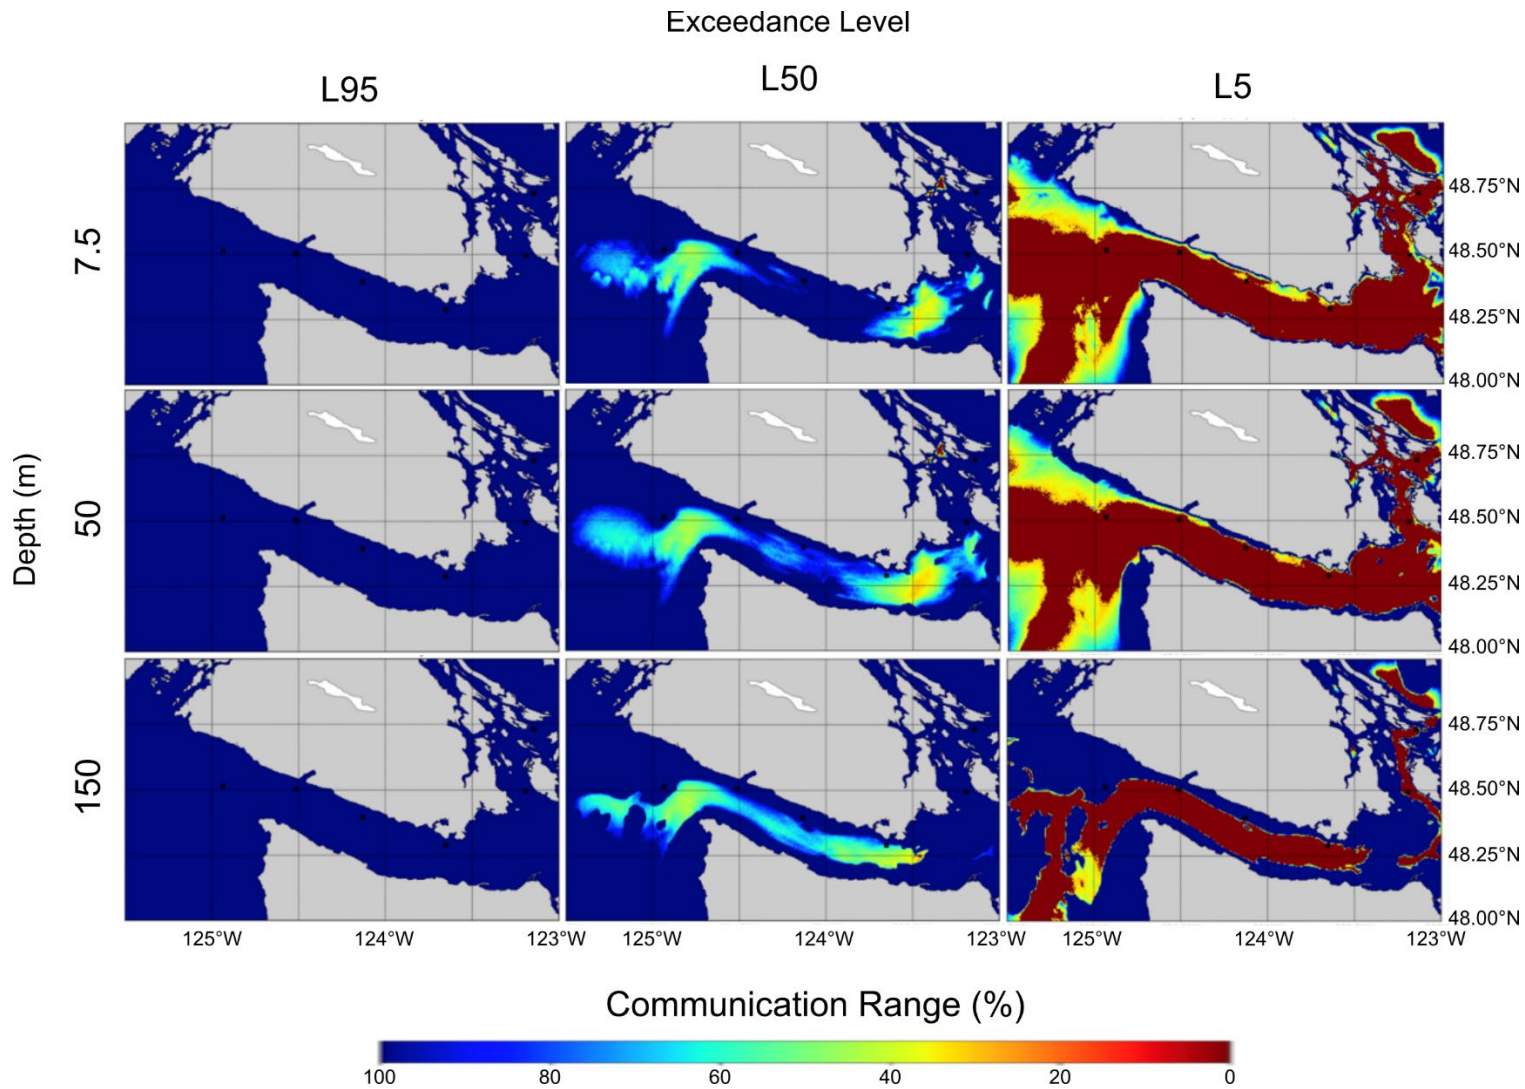 Exceedance Level
L95 L50 L5
7.5
48.75°N
48.50°N
48.25°N
48.00°N
Depth (m)
50
48.75°N
48.50°N
48.25°N
48.00°N
150
48.75°N
48.50°N
48.25°N
48.00°N
125°W 124°W 123°W 125°W 124°W 123°W 125°W 124°W 123°W
Communication Range (%)
100 80 60 40 20 0